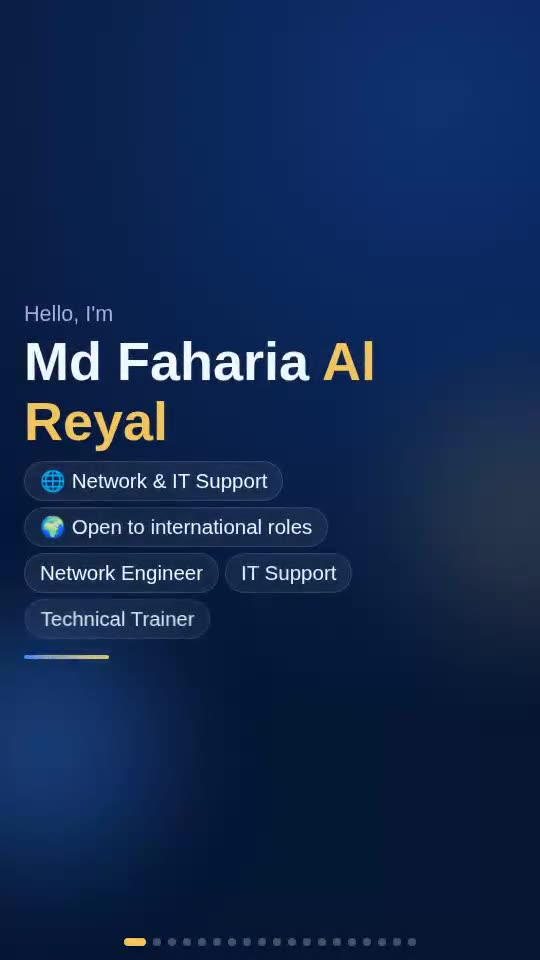 Hello, I'm
Md Faharia Al
Reyal
🌐 Network & IT Support
🌍 Open to international roles
Network Engineer IT Support
Technical Trainer